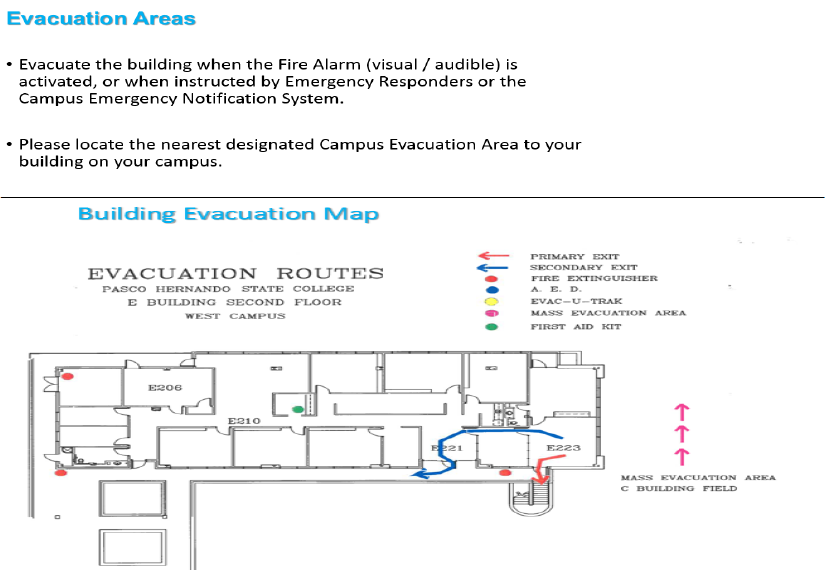 Evacuation Areas
• Evacuate the building when the Fire Alarm (visual / audible) is
activated, or when instructed by Emergency Responders or the
Campus Emergency Notification System.
• Please locate the nearest designated Campus Evacuation Area to your
building on your campus.
Building Evacuation Map
EVACUATION ROUTES
PASCO HERNANDO STATE COLLEGE
E BUILDING SECOND FLOOR
WEST CAMPUS
PRIMARY EXIT
SECONDARY EXIT
FIRE EXTINGUISHER
A. E. D.
EVAC-U-TRAK
MASS EVACUATION AREA
FIRST AID KIT
E206
E210
E221
E223
MASS EVACUATION AREA
C BUILDING FIELD